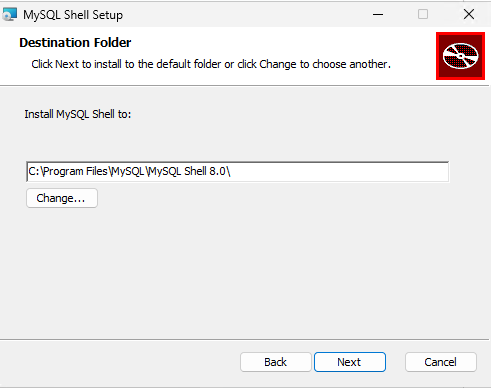 MySQL Shell Setup
Destination Folder
Click Next to install to the default folder or click Change to choose another.
Install MySQL Shell to:
C:\Program Files\MySQL\MySQL Shell 8.0\
Change...
Back
Next
Cancel